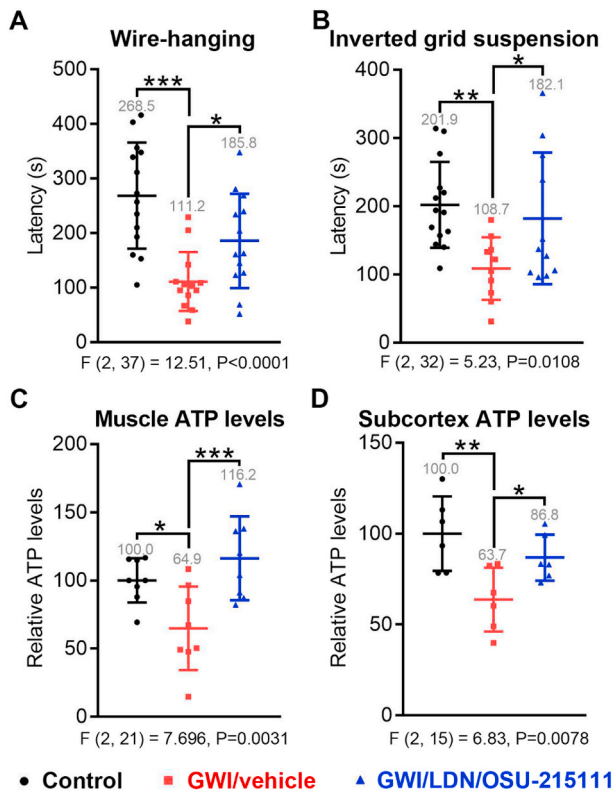 A
Wire-hanging
500
400
300
200
100
0
Latency (s)
268.5
111.2
185.8
***
*
F (2, 37) = 12.51, P<0.0001
B
Inverted grid suspension
400
300
200
100
0
Latency (s)
201.9
108.7
182.1
**
*
F (2, 32) = 5.23, P=0.0108
C
Muscle ATP levels
200
150
100
50
0
Relative ATP levels
100.0
64.9
116.2
*
***
F (2, 21) = 7.696, P=0.0031
D
Subcortex ATP levels
150
100
50
0
Relative ATP levels
100.0
63.7
86.8
**
*
F (2, 15) = 6.83, P=0.0078
Control
GWI/vehicle
GWI/LDN/OSU-215111